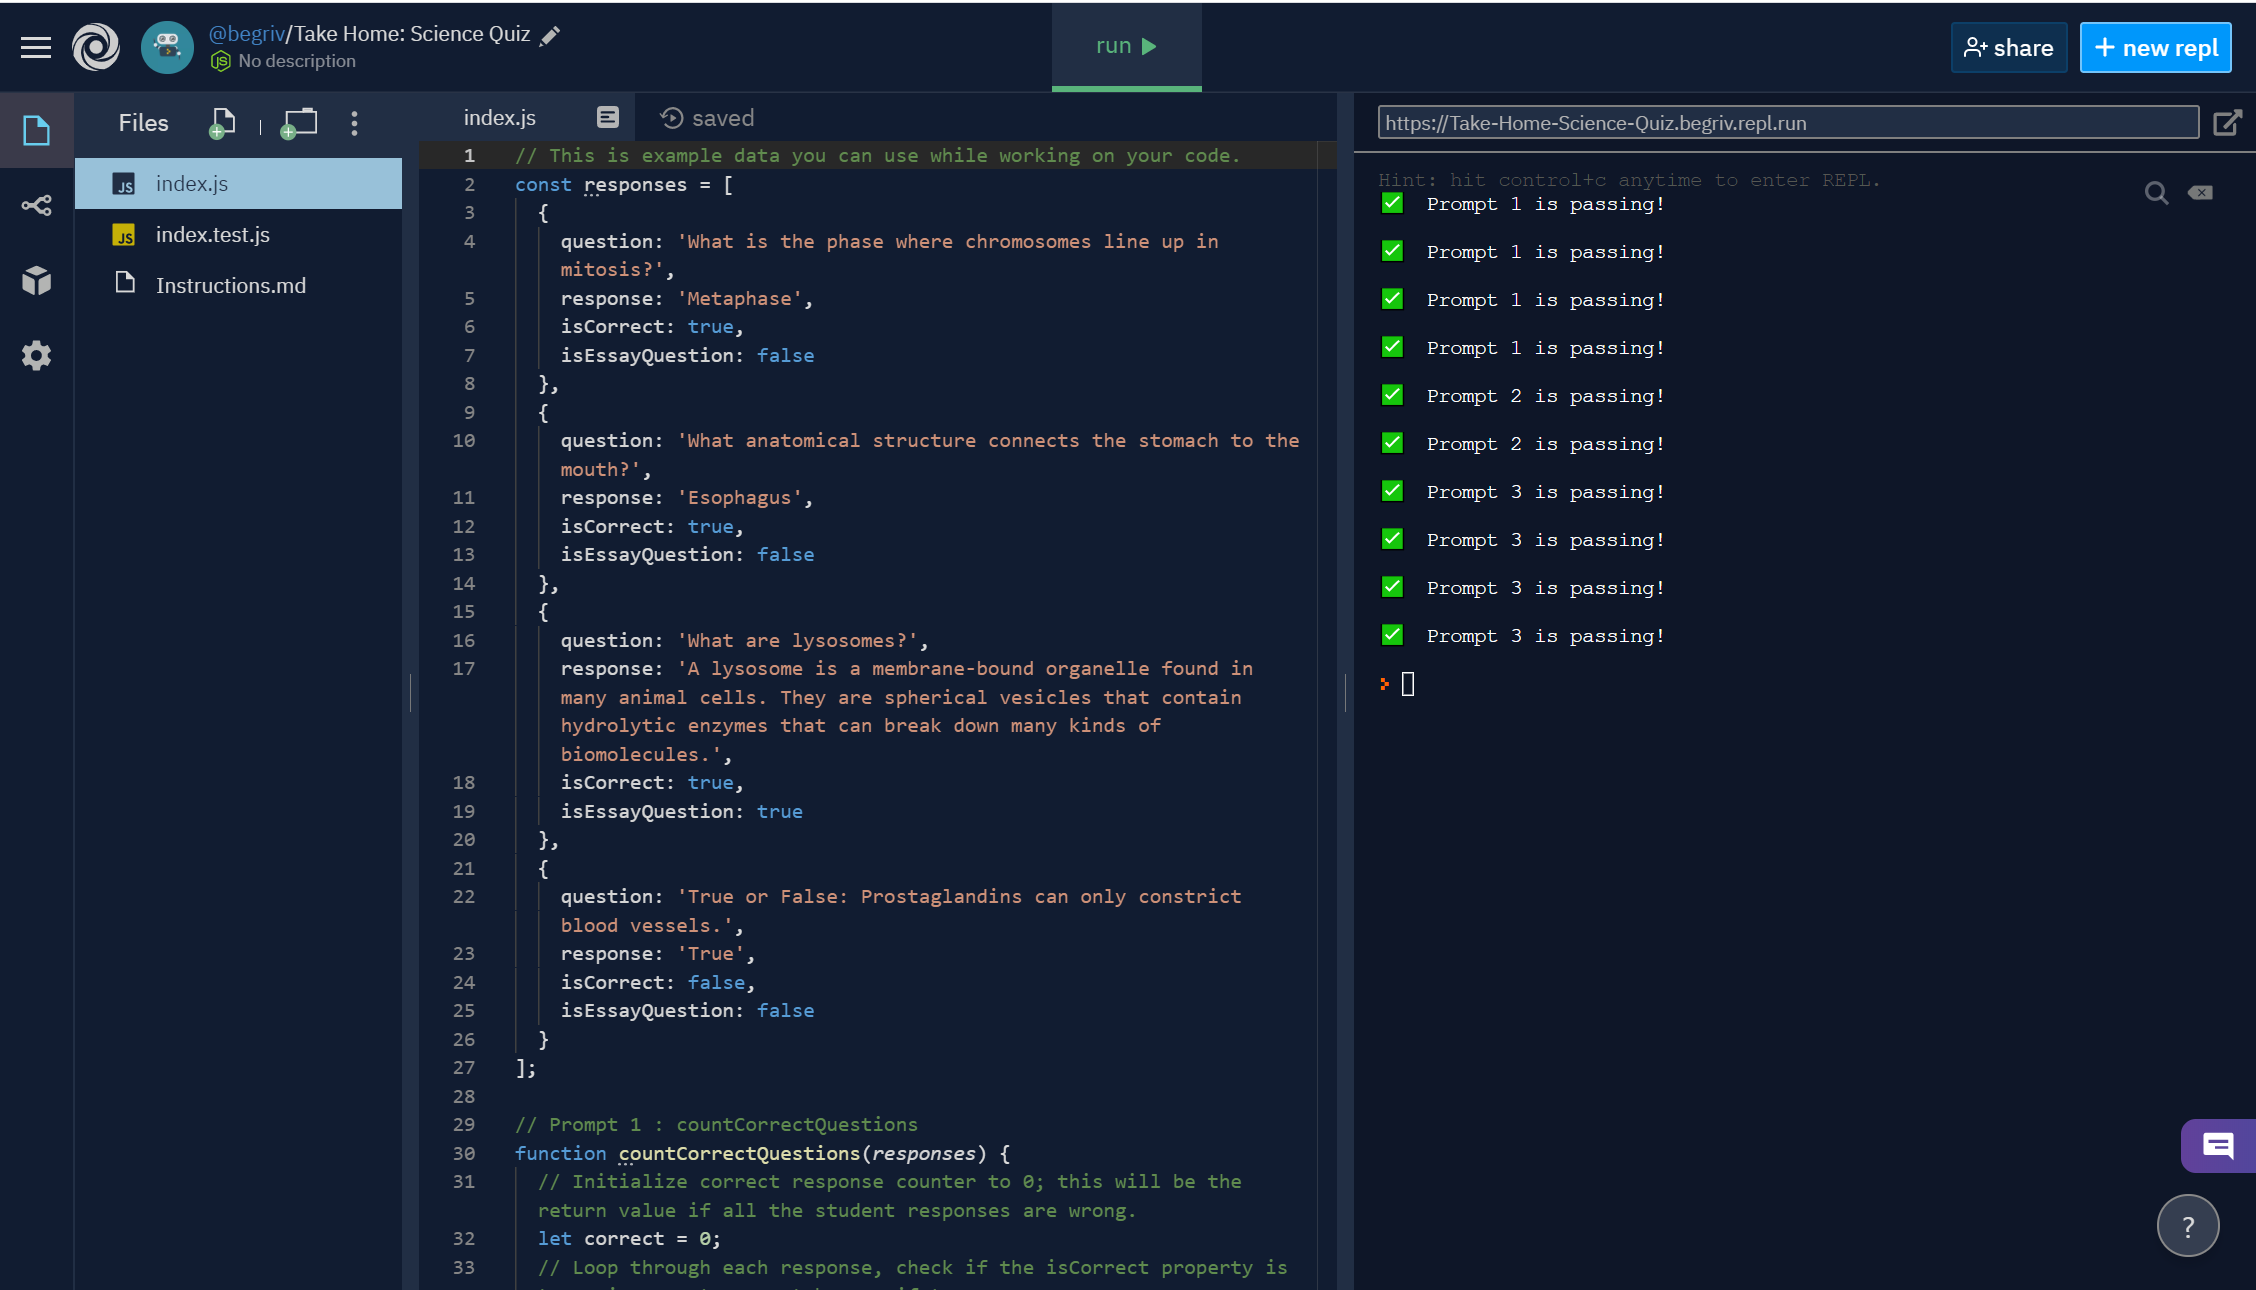 @begriv/Take Home: Science Quiz
No description
run
share
+ new repl
Files
index.js
index.test.js
Instructions.md
index.js
saved
1 // This is example data you can use while working on your code.
2 const responses = [
3 {
4 question: 'What is the phase where chromosomes line up in
mitosis?',
5 response: 'Metaphase',
6 isCorrect: true,
7 isEssayQuestion: false
8 },
9 {
10 question: 'What anatomical structure connects the stomach to the
mouth?',
11 response: 'Esophagus',
12 isCorrect: true,
13 isEssayQuestion: false
14 },
15 {
16 question: 'What are lysosomes?',
17 response: 'A lysosome is a membrane-bound organelle found in
many animal cells. They are spherical vesicles that contain
hydrolytic enzymes that can break down many kinds of
biomolecules.',
18 isCorrect: true,
19 isEssayQuestion: true
20 },
21 {
22 question: 'True or False: Prostaglandins can only constrict
blood vessels.',
23 response: 'True',
24 isCorrect: false,
25 isEssayQuestion: false
26 }
27 ];
28
29 // Prompt 1 : countCorrectQuestions
30 function countCorrectQuestions(responses) {
31 // Initialize correct response counter to 0; this will be the
return value if all the student responses are wrong.
32 let correct = 0;
33 // Loop through each response, check if the isCorrect property is
https://Take-Home-Science-Quiz.begriv.repl.run
Hint: hit control+c anytime to enter REPL.
✅ Prompt 1 is passing!
✅ Prompt 1 is passing!
✅ Prompt 1 is passing!
✅ Prompt 1 is passing!
✅ Prompt 2 is passing!
✅ Prompt 2 is passing!
✅ Prompt 3 is passing!
✅ Prompt 3 is passing!
✅ Prompt 3 is passing!
✅ Prompt 3 is passing!
?